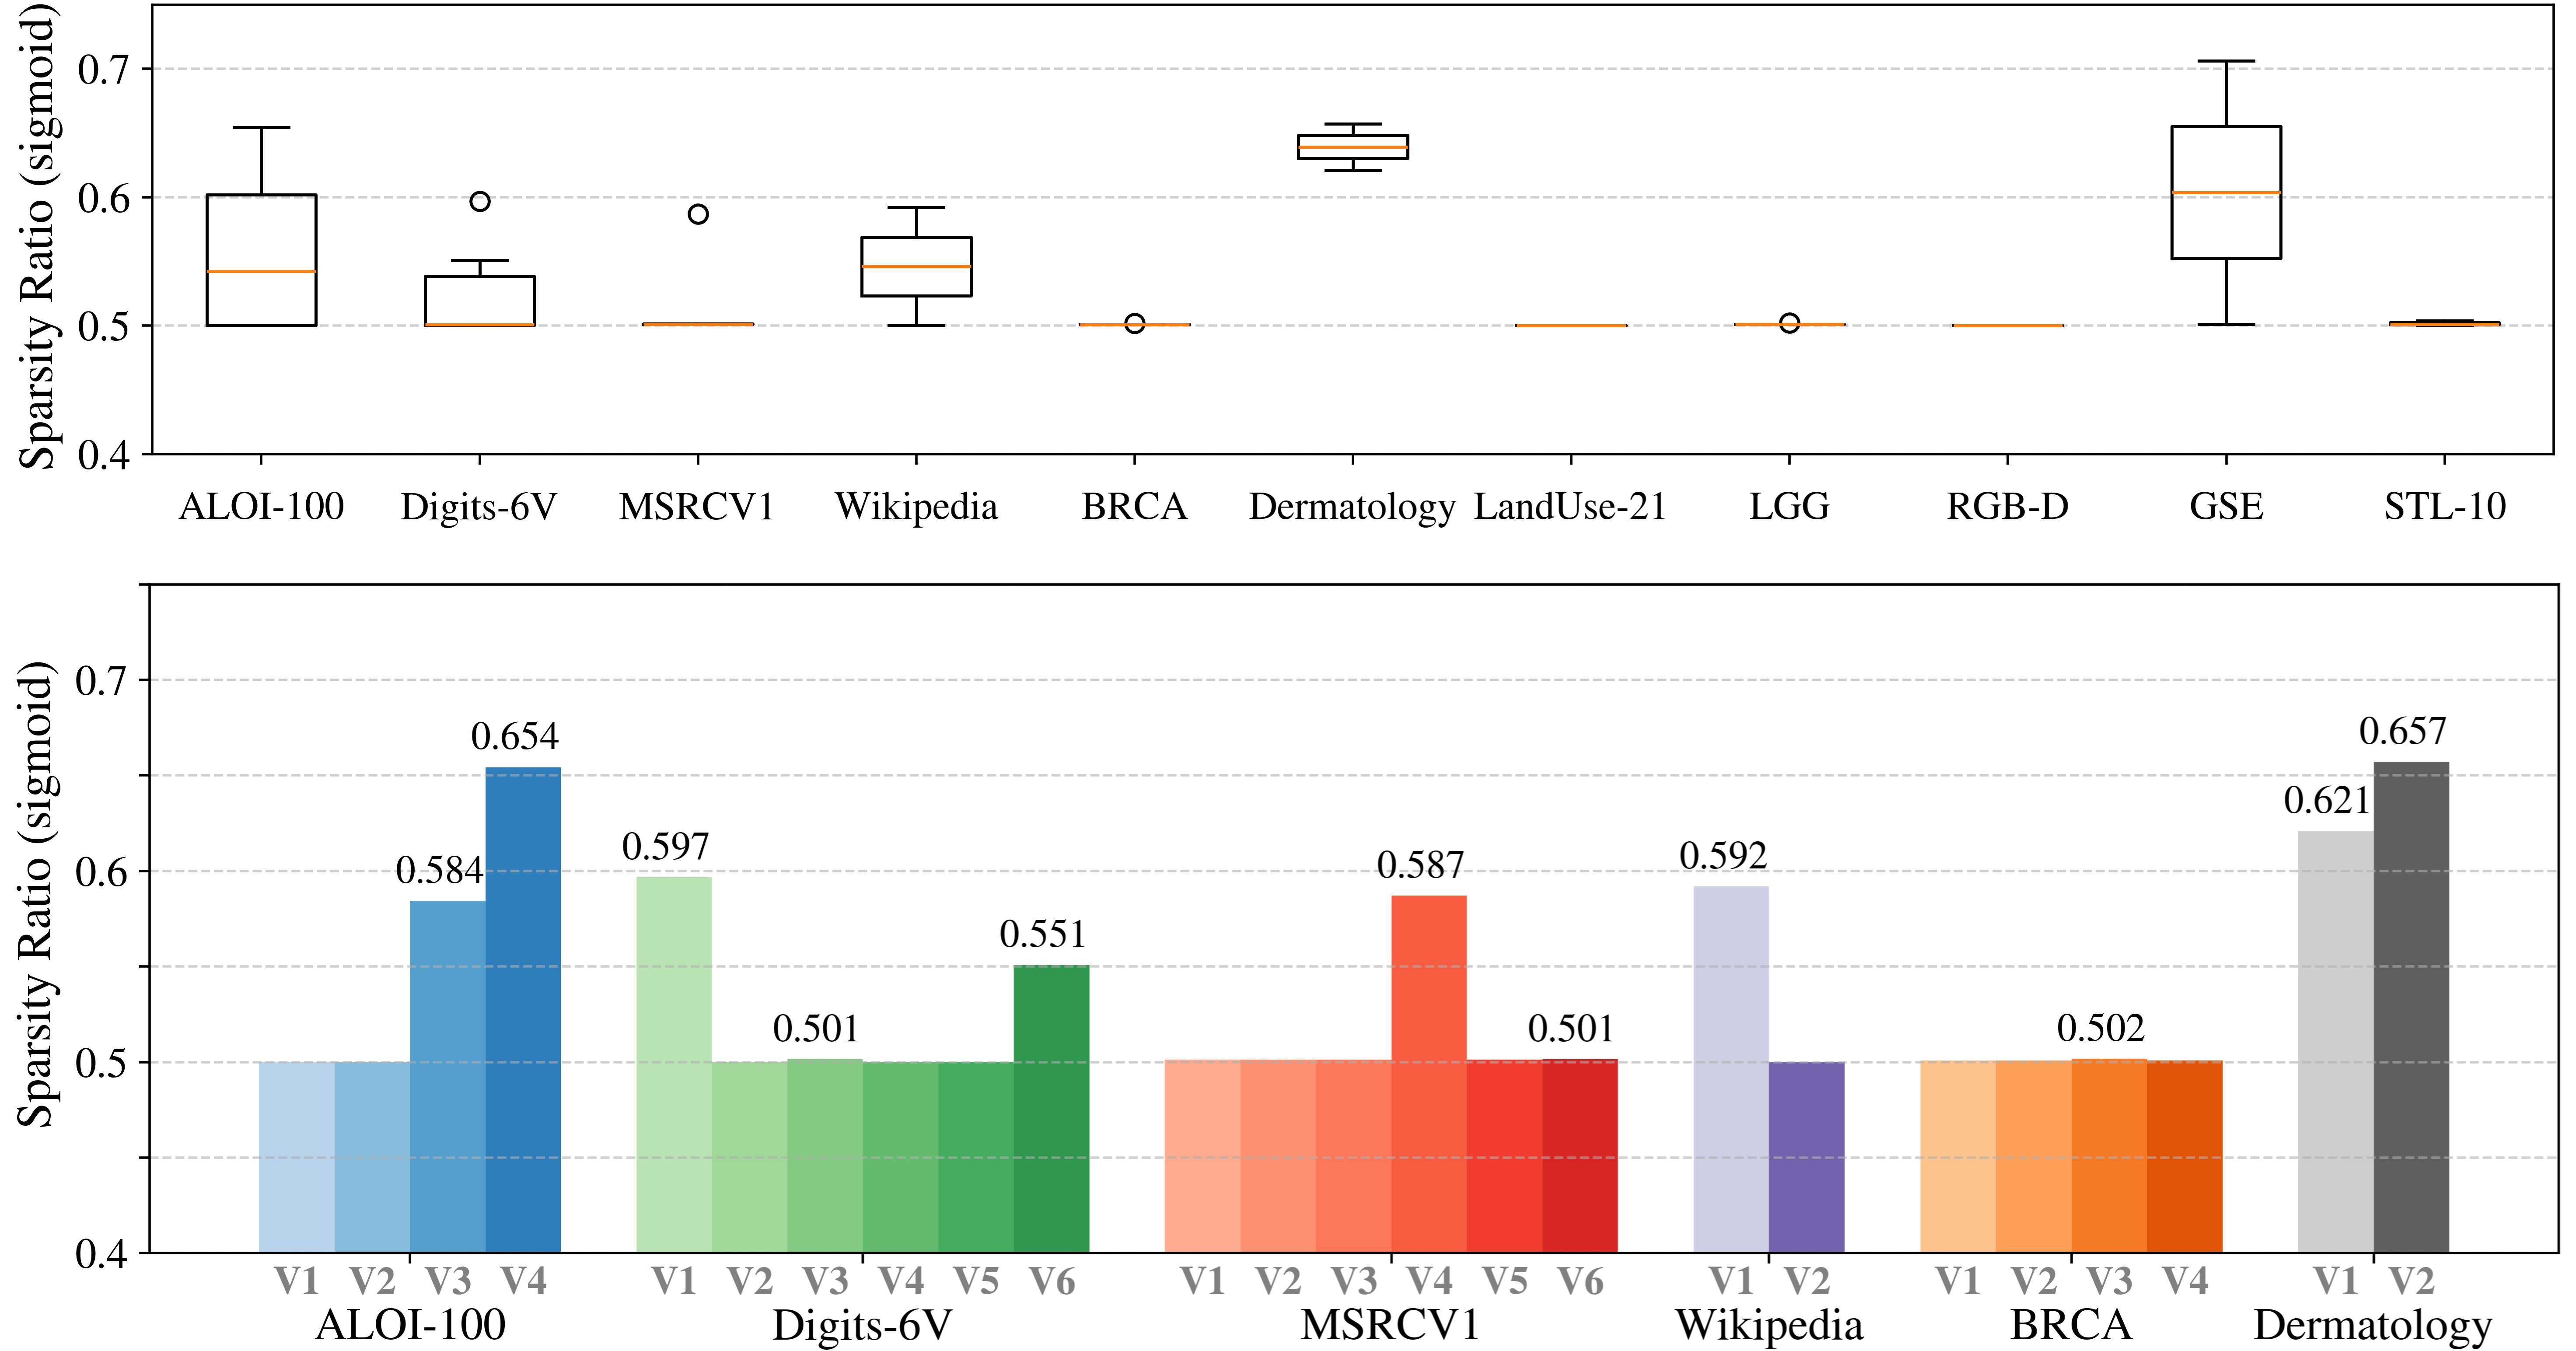 Sparsity Ratio (sigmoid)
0.7
0.6
0.5
0.4
ALOI-100 Digits-6V MSRCV1 Wikipedia BRCA Dermatology LandUse-21 LGG RGB-D GSE STL-10
Sparsity Ratio (sigmoid)
0.7
0.6
0.5
0.4
0.584 0.654 0.597 0.501 0.551 0.587 0.501 0.592 0.502 0.621 0.657
V1 V2 V3 V4 V1 V2 V3 V4 V5 V6 V1 V2 V3 V4 V5 V6 V1 V2 V1 V2 V3 V4 V1 V2
ALOI-100 Digits-6V MSRCV1 Wikipedia BRCA Dermatology